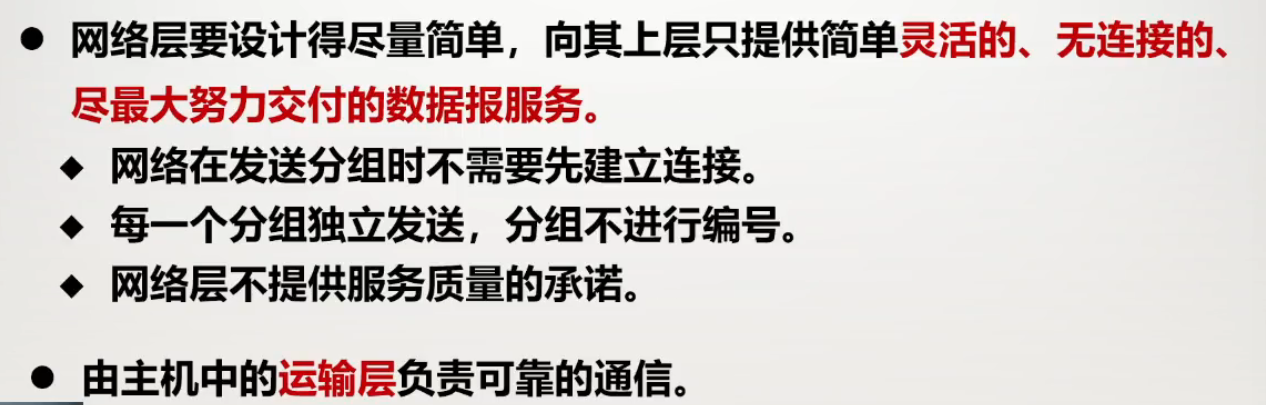 ● 网络层要设计得尽量简单，向其上层只提供简单灵活的、无连接的、
尽最大努力交付的数据报服务。
◆ 网络在发送分组时不需要先建立连接。
◆ 每一个分组独立发送，分组不进行编号。
◆ 网络层不提供服务质量的承诺。
● 由主机中的运输层负责可靠的通信。